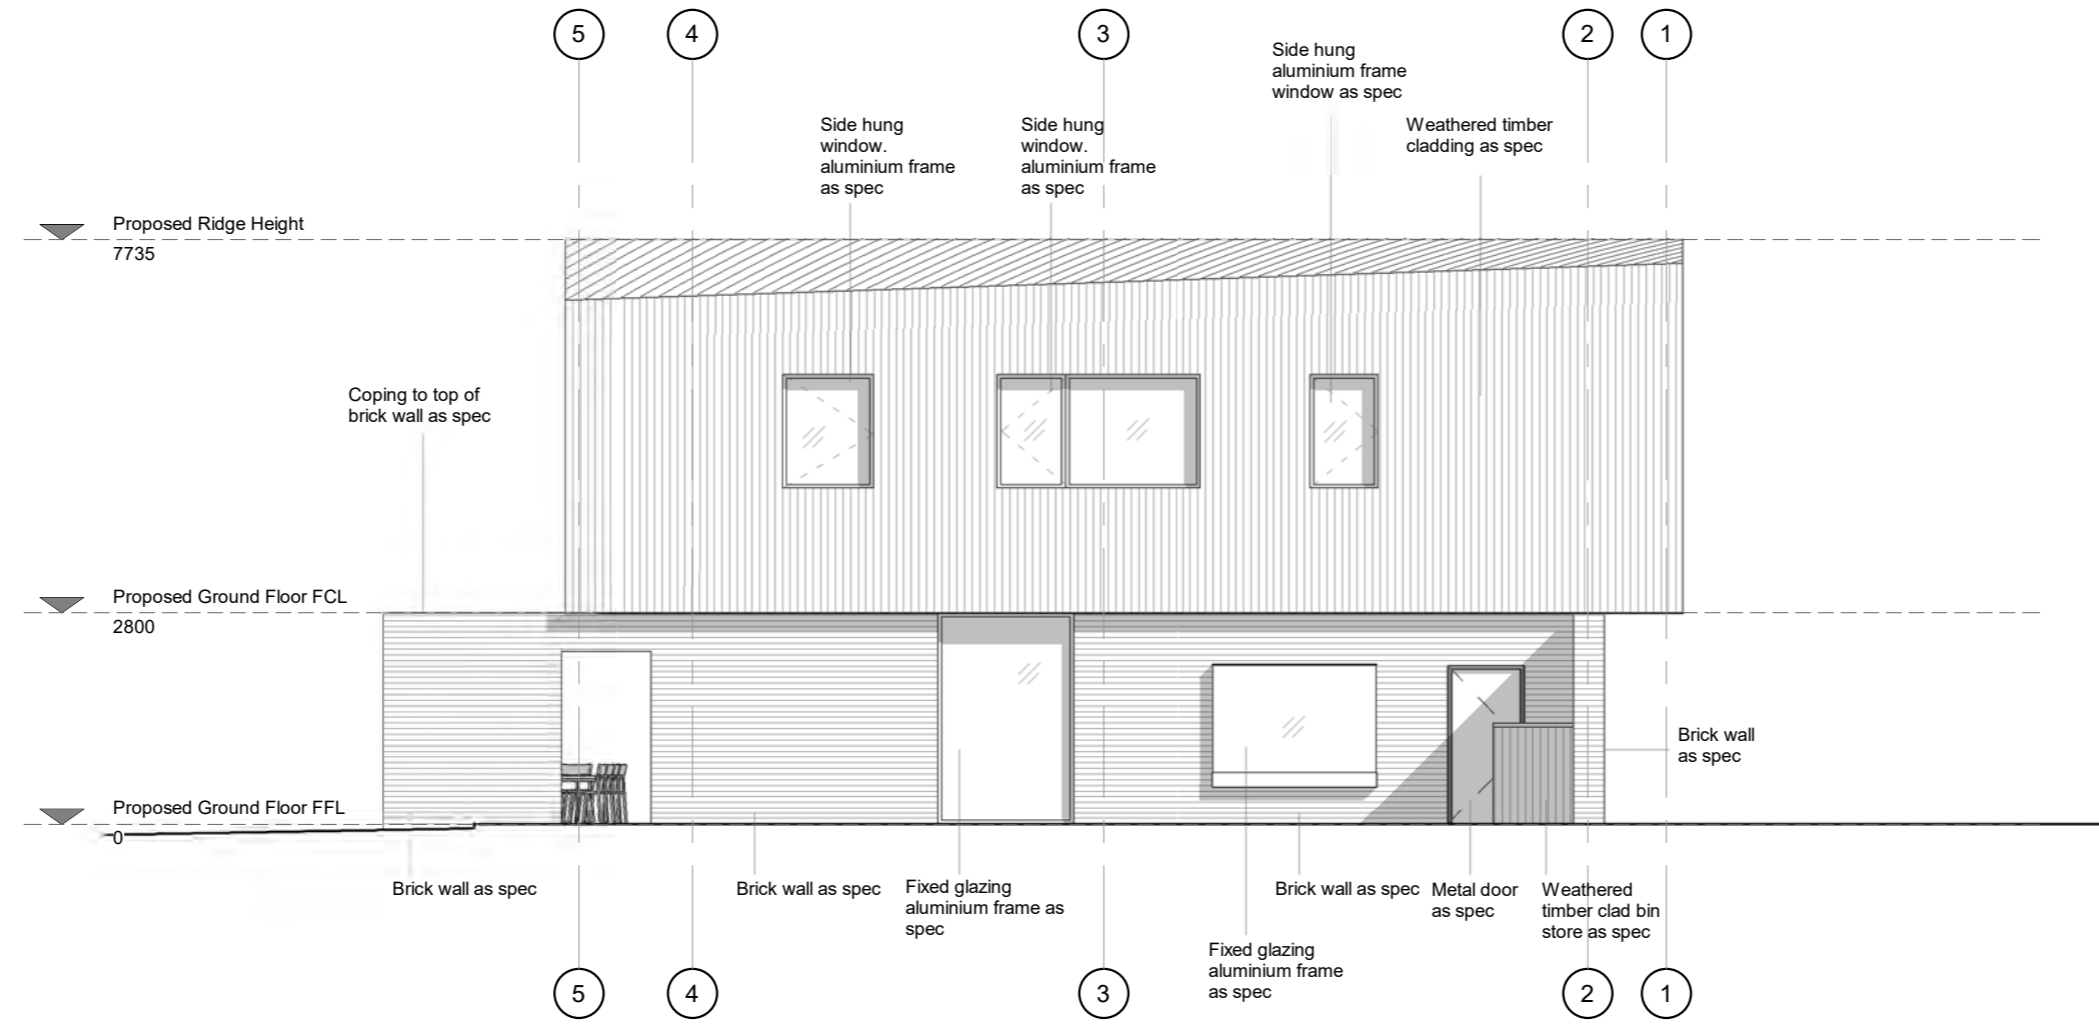 5
4
3
2
1
Side hung
aluminium frame
window as spec
Side hung
window.
aluminium frame
as spec
Side hung
window.
aluminium frame
as spec
Weathered timber
cladding as spec
Proposed Ridge Height
7735
Coping to top of
brick wall as spec
Proposed Ground Floor FCL
2800
Brick wall
as spec
Proposed Ground Floor FFL
0
Brick wall as spec
Brick wall as spec
Fixed glazing
aluminium frame as
spec
Fixed glazing
aluminium frame
as spec
Brick wall as spec
Metal door
as spec
Weathered
timber clad bin
store as spec
5
4
3
2
1